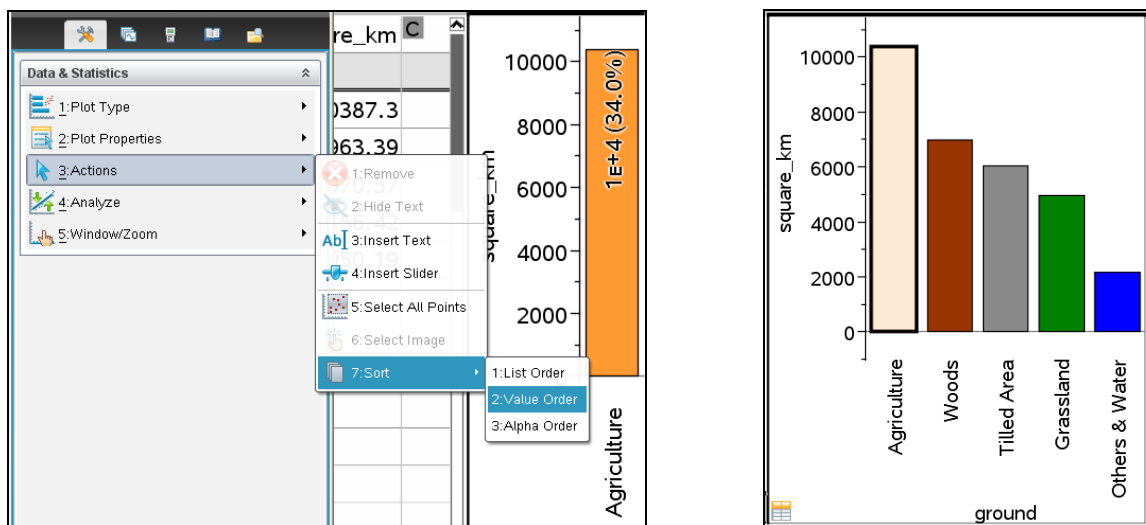 re_km C
Data & Statistics
1:Plot Type
2:Plot Properties
3:Actions
4:Analyze
5:Window/Zoom
1:Remove
2:Hide Text
3:Insert Text
4:Insert Slider
5:Select All Points
6:Select Image
7:Sort
1:List Order
2:Value Order
3:Alpha Order
0387.3
963.39
10000
8000
6000
4000
2000
1E+4 (34.0%)
Agriculture
square_km
10000
8000
6000
4000
2000
0
Agriculture
Woods
Tilled Area
Grassland
Others & Water
ground